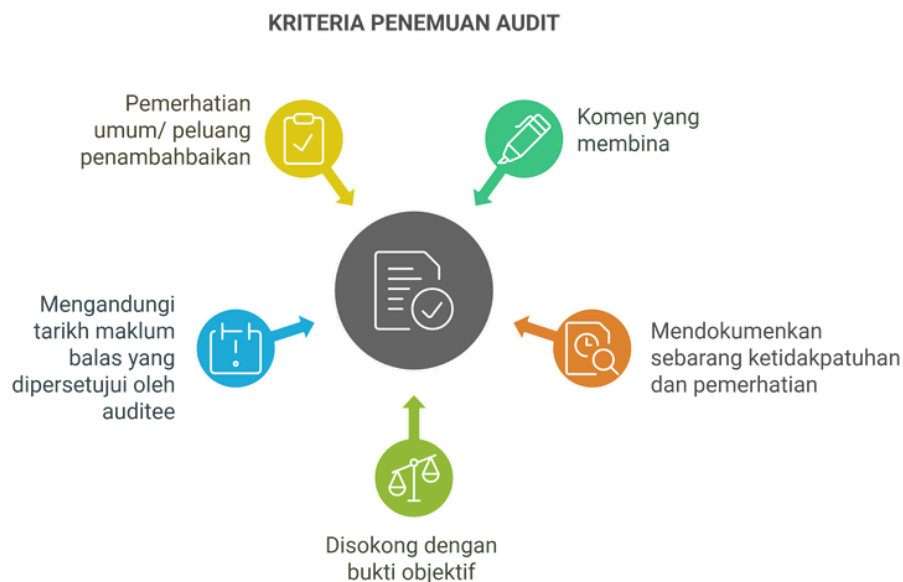 KRITERIA PENEMUAN AUDIT
Pemerhatian
umum/ peluang
penambahbaikan
Komen yang
membina
Mengandungi
tarikh maklum
balas yang
dipersetujui oleh
auditee
Mendokumenkan
sebarang ketidakpatuhan
dan pemerhatian
Disokong dengan
bukti objektif